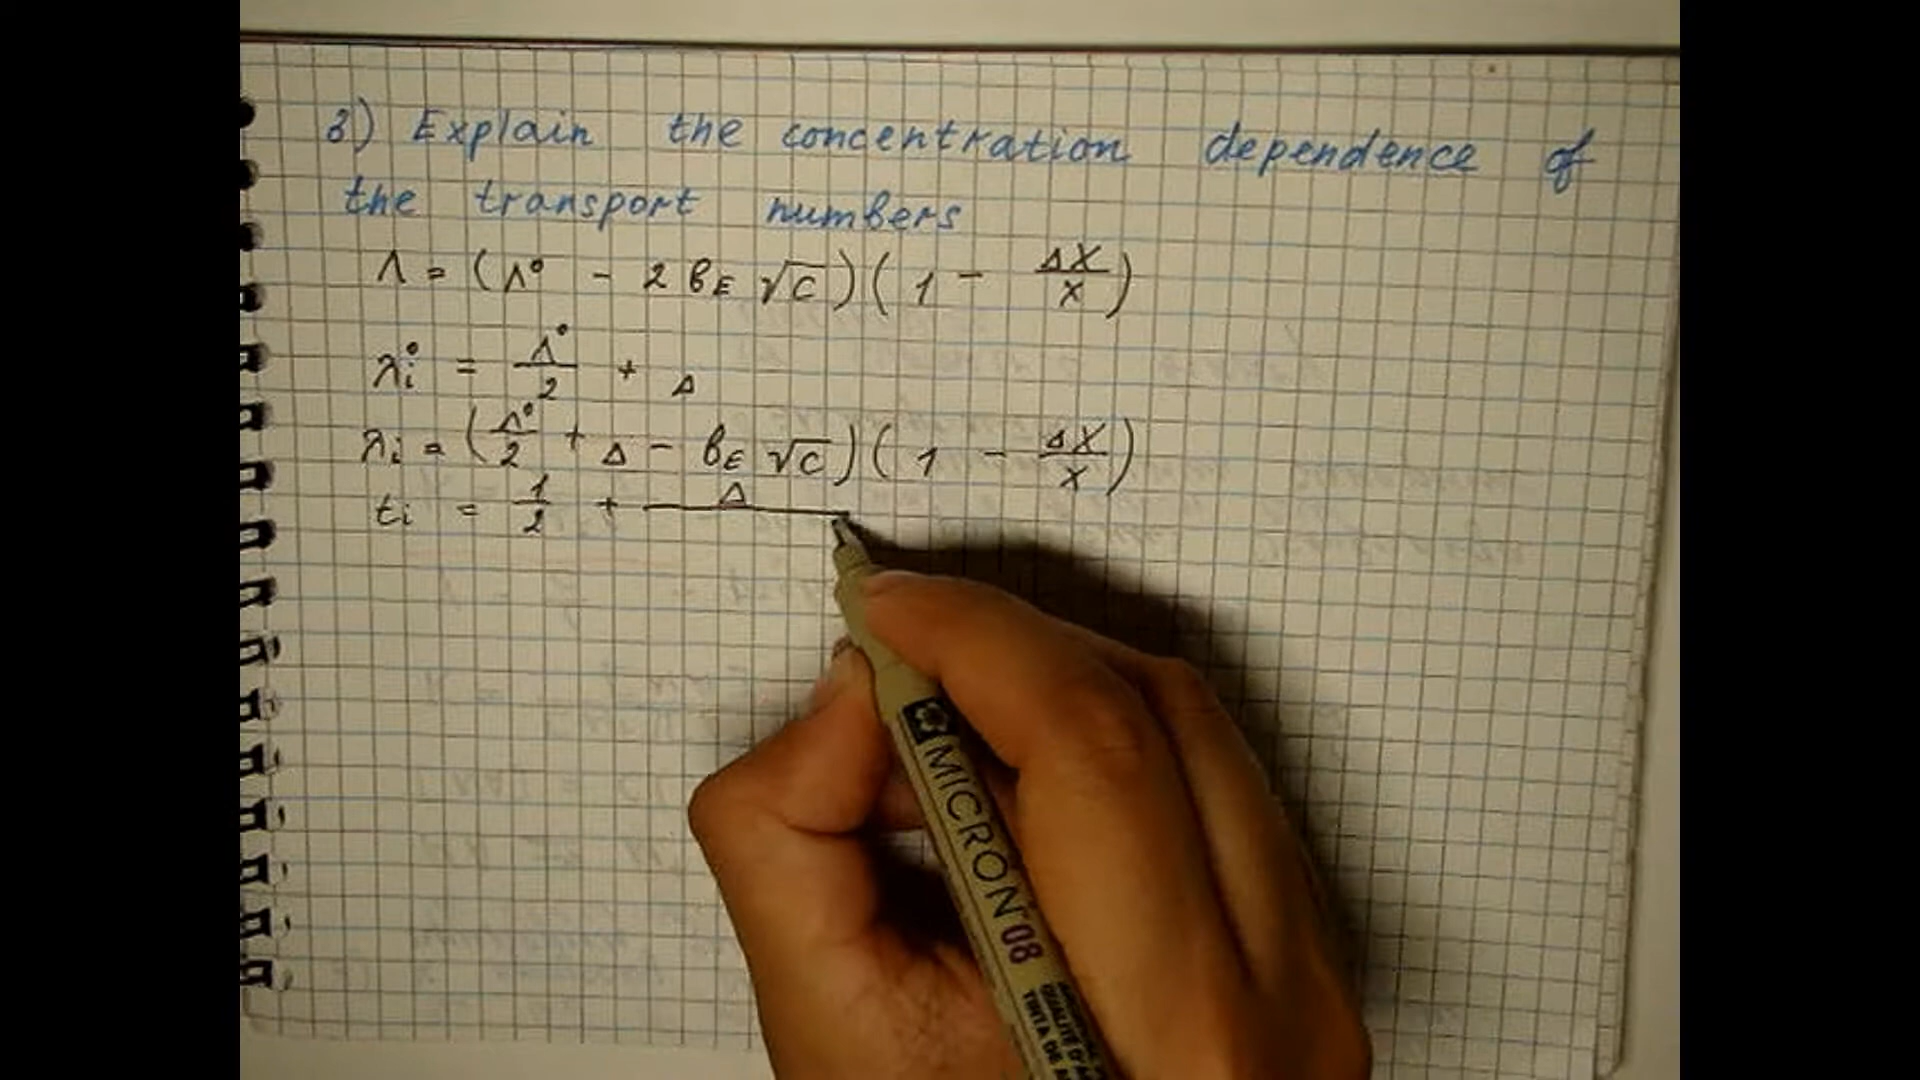 3) Explain the concentration dependence of
the transport numbers
Λ = (Λ° - 2 B_E √C)(1 - ΔX/X)
λ_i° = Λ°/2 + Δ
λ_i = (Λ°/2 + Δ - B_E √C)(1 - ΔX/X)
t_i = 1/2 + Δ
MICRON 08